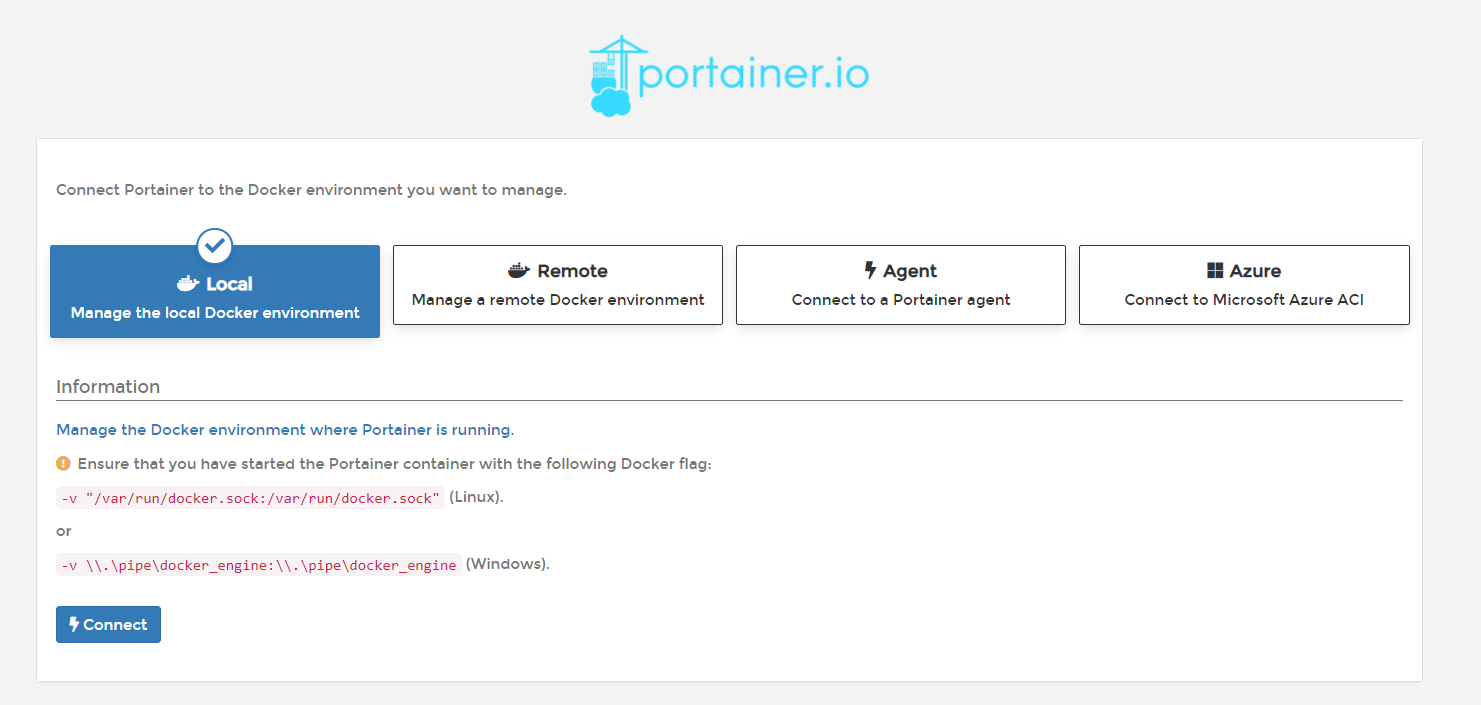 portainer.io
Connect Portainer to the Docker environment you want to manage.
Local
Manage the local Docker environment
Remote
Manage a remote Docker environment
Agent
Connect to a Portainer agent
Azure
Connect to Microsoft Azure ACI
Information
Manage the Docker environment where Portainer is running.
Ensure that you have started the Portainer container with the following Docker flag:
-v "/var/run/docker.sock:/var/run/docker.sock" (Linux).
or
-v \\.\pipe\docker_engine:\\.\pipe\docker_engine (Windows).
Connect